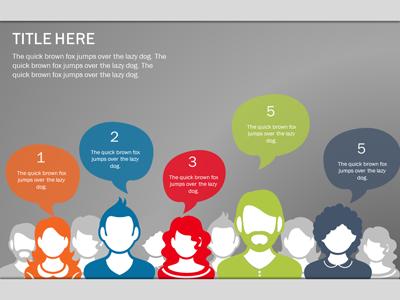 TITLE HERE
The quick brown fox jumps over the lazy dog. The
quick brown fox jumps over the lazy dog. The
quick brown fox jumps over the lazy dog.
1
The quick brown fox
jumps over the lazy
dog.
2
The quick brown fox
jumps over the lazy
dog.
3
The quick brown fox
jumps over the lazy
dog.
5
The quick brown fox
jumps over the lazy
dog.
5
The quick brown fox
jumps over the lazy
dog.